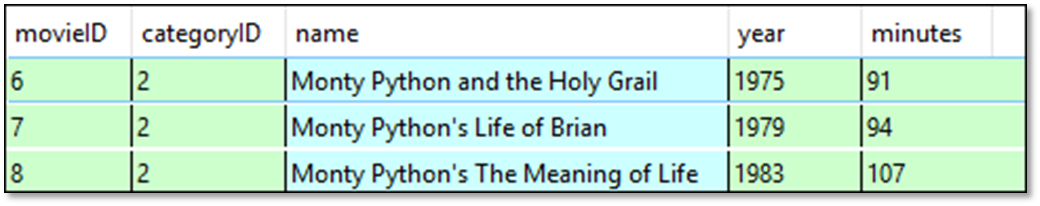 movieID categoryID name year minutes
6 2 Monty Python and the Holy Grail 1975 91
7 2 Monty Python's Life of Brian 1979 94
8 2 Monty Python's The Meaning of Life 1983 107